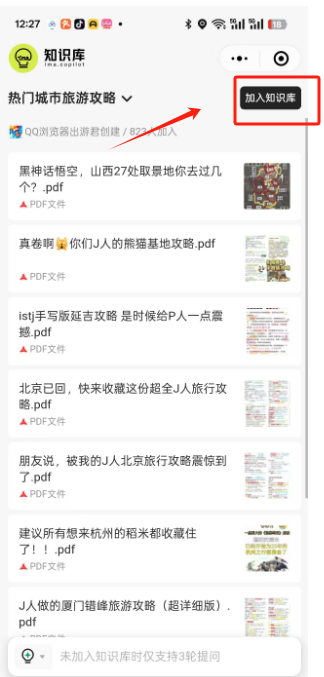 12:27
18
知识库
ima.copilot
热门城市旅游攻略
加入知识库
QQ浏览器出游君创建 / 823人加入
黑神话悟空，山西27处取景地你去过几
个？.pdf
PDF文件
真卷啊🙀你们J人的熊猫基地攻略.pdf
PDF文件
istj手写版延吉攻略 是时候给P人一点震
撼.pdf
PDF文件
北京已回，快来收藏这份超全J人旅行攻
略.pdf
PDF文件
朋友说，被我的J人北京旅行攻略震惊到
了.pdf
PDF文件
建议所有想来杭州的稻米都收藏住
了！！.pdf
PDF文件
J人做的厦门错峰旅游攻略（超详细版）.
pdf
PDF文件
未加入知识库时仅支持3轮提问